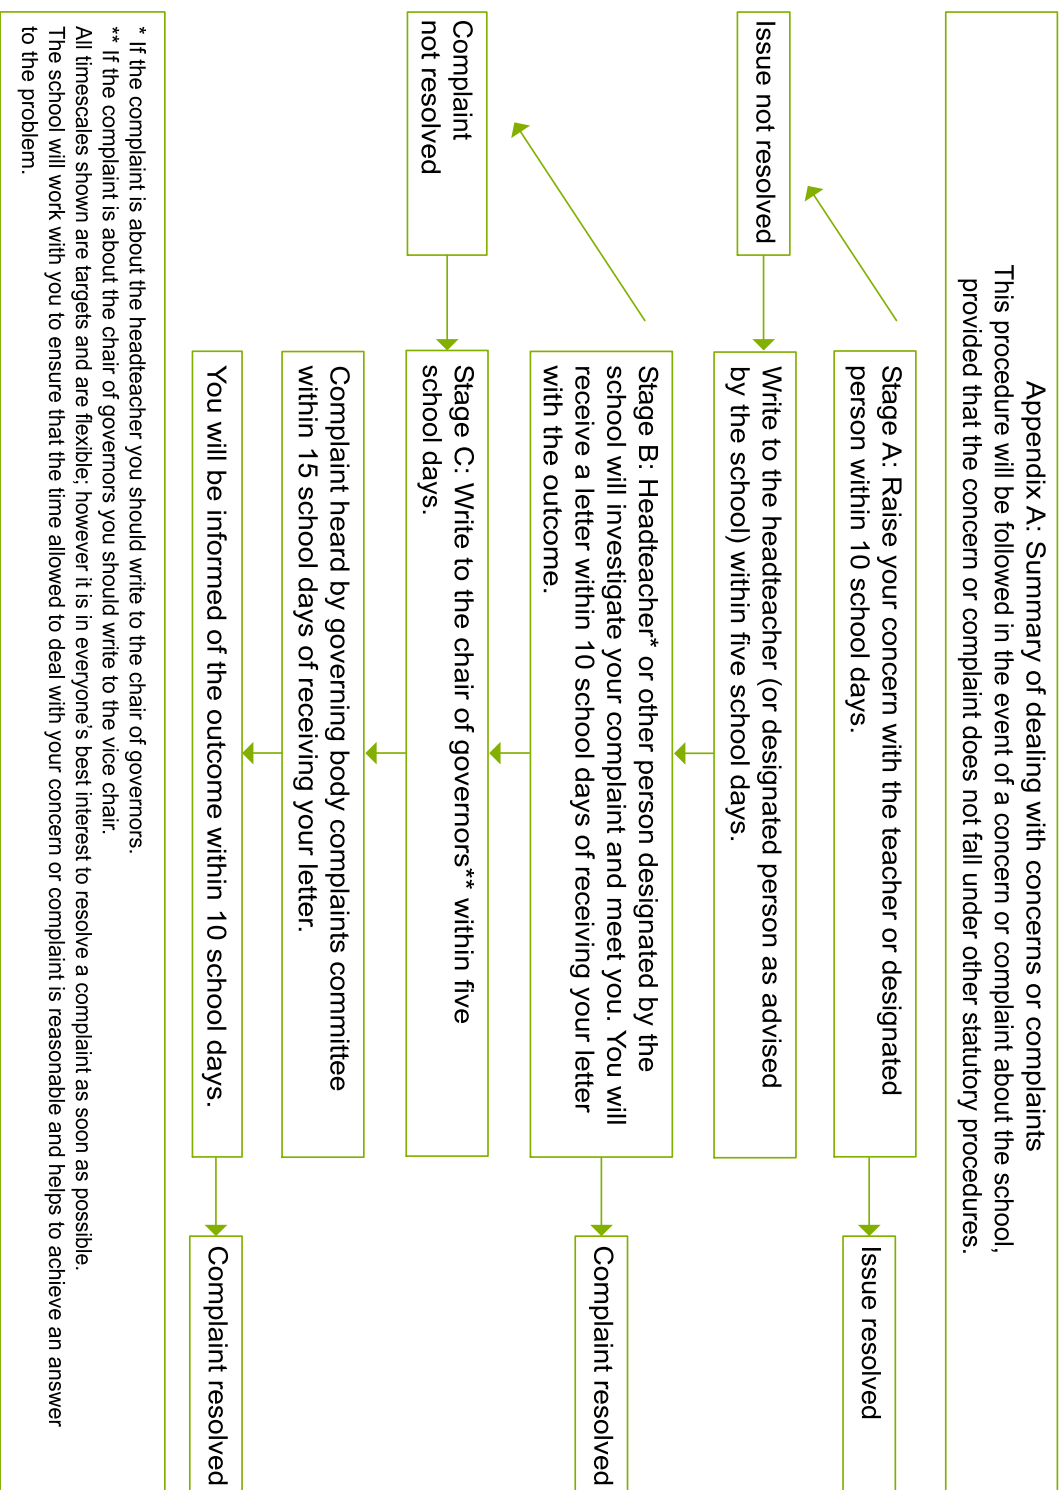 Appendix A: Summary of dealing with concerns or complaints
This procedure will be followed in the event of a concern or complaint about the school,
provided that the concern or complaint does not fall under other statutory procedures.
Stage A: Raise your concern with the teacher or designated
person within 10 school days.
Issue resolved
Issue not resolved
Write to the headteacher (or designated person as advised
by the school) within five school days.
Stage B: Headteacher* or other person designated by the
school will investigate your complaint and meet you. You will
receive a letter within 10 school days of receiving your letter
with the outcome.
Complaint resolved
Complaint
not resolved
Stage C: Write to the chair of governors** within five
school days.
Complaint heard by governing body complaints committee
within 15 school days of receiving your letter.
You will be informed of the outcome within 10 school days.
Complaint resolved
* If the complaint is about the headteacher you should write to the chair of governors.
** If the complaint is about the chair of governors you should write to the vice chair.
All timescales shown are targets and are flexible; however it is in everyone’s best interest to resolve a complaint as soon as possible.
The school will work with you to ensure that the time allowed to deal with your concern or complaint is reasonable and helps to achieve an answer
to the problem.